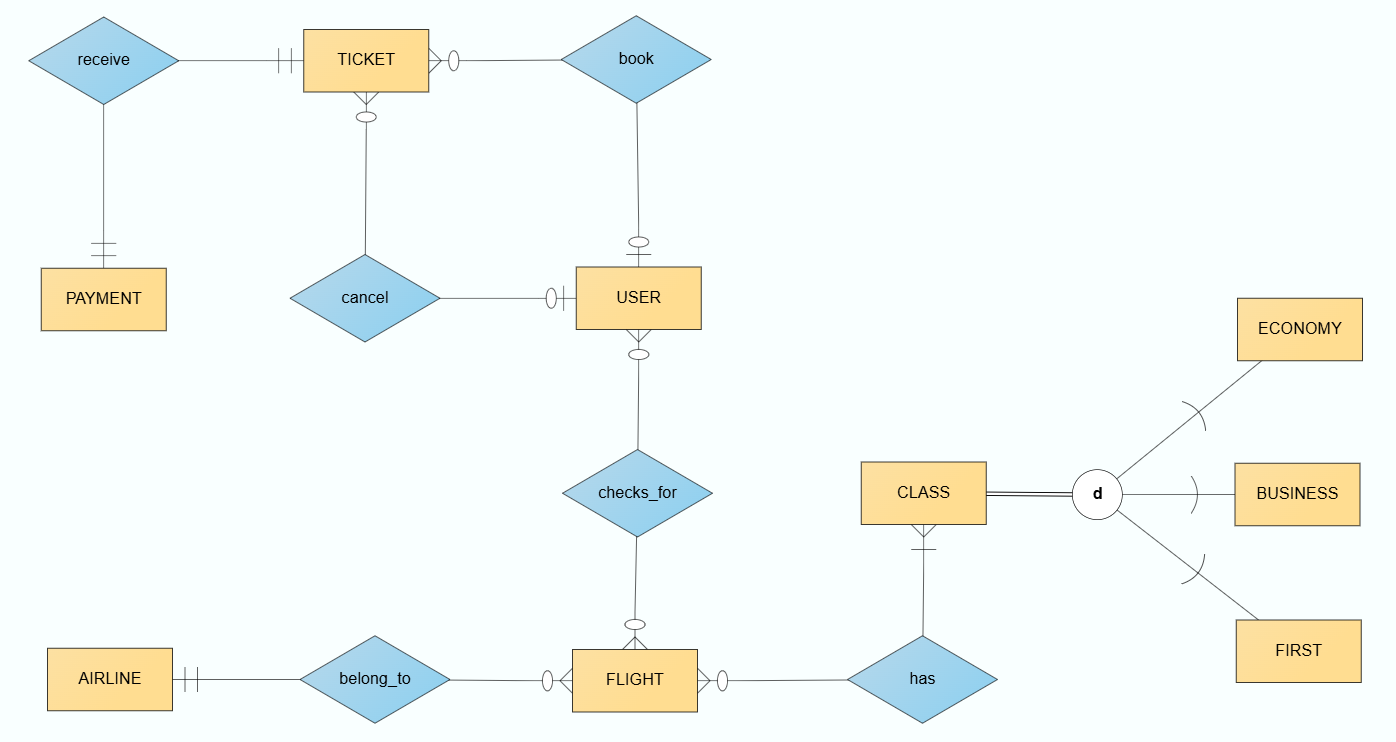 receive
TICKET
book
PAYMENT
cancel
USER
ECONOMY
checks_for
CLASS
d
BUSINESS
AIRLINE
belong_to
FLIGHT
has
FIRST